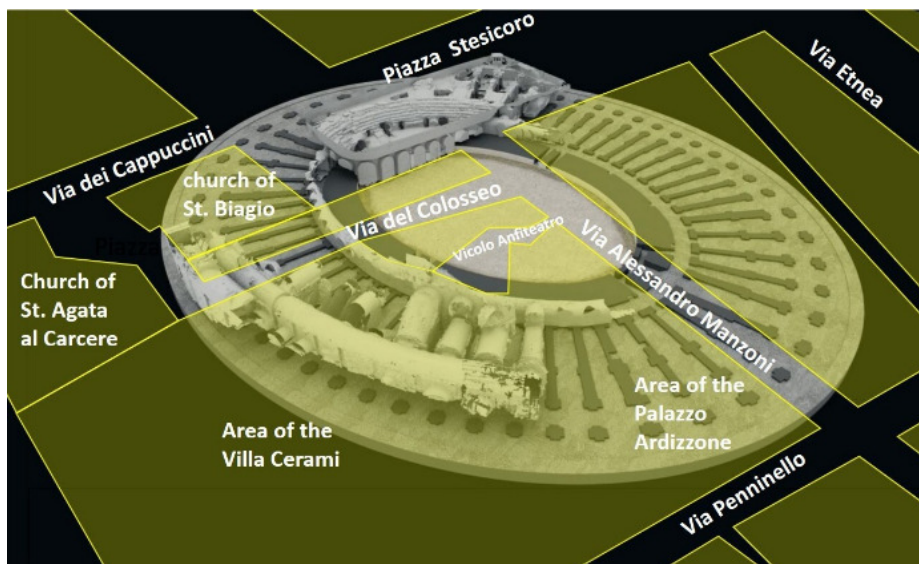 Piazza Stesicoro
Via Etnea
Via dei Cappuccini
church of
St. Biagio
Via del Colosseo
Vicolo Anfiteatro
Via Alessandro Manzoni
Piazza
Church of
St. Agata
al Carcere
Area of the
Villa Cerami
Area of the
Palazzo
Ardizzone
Via Penninello